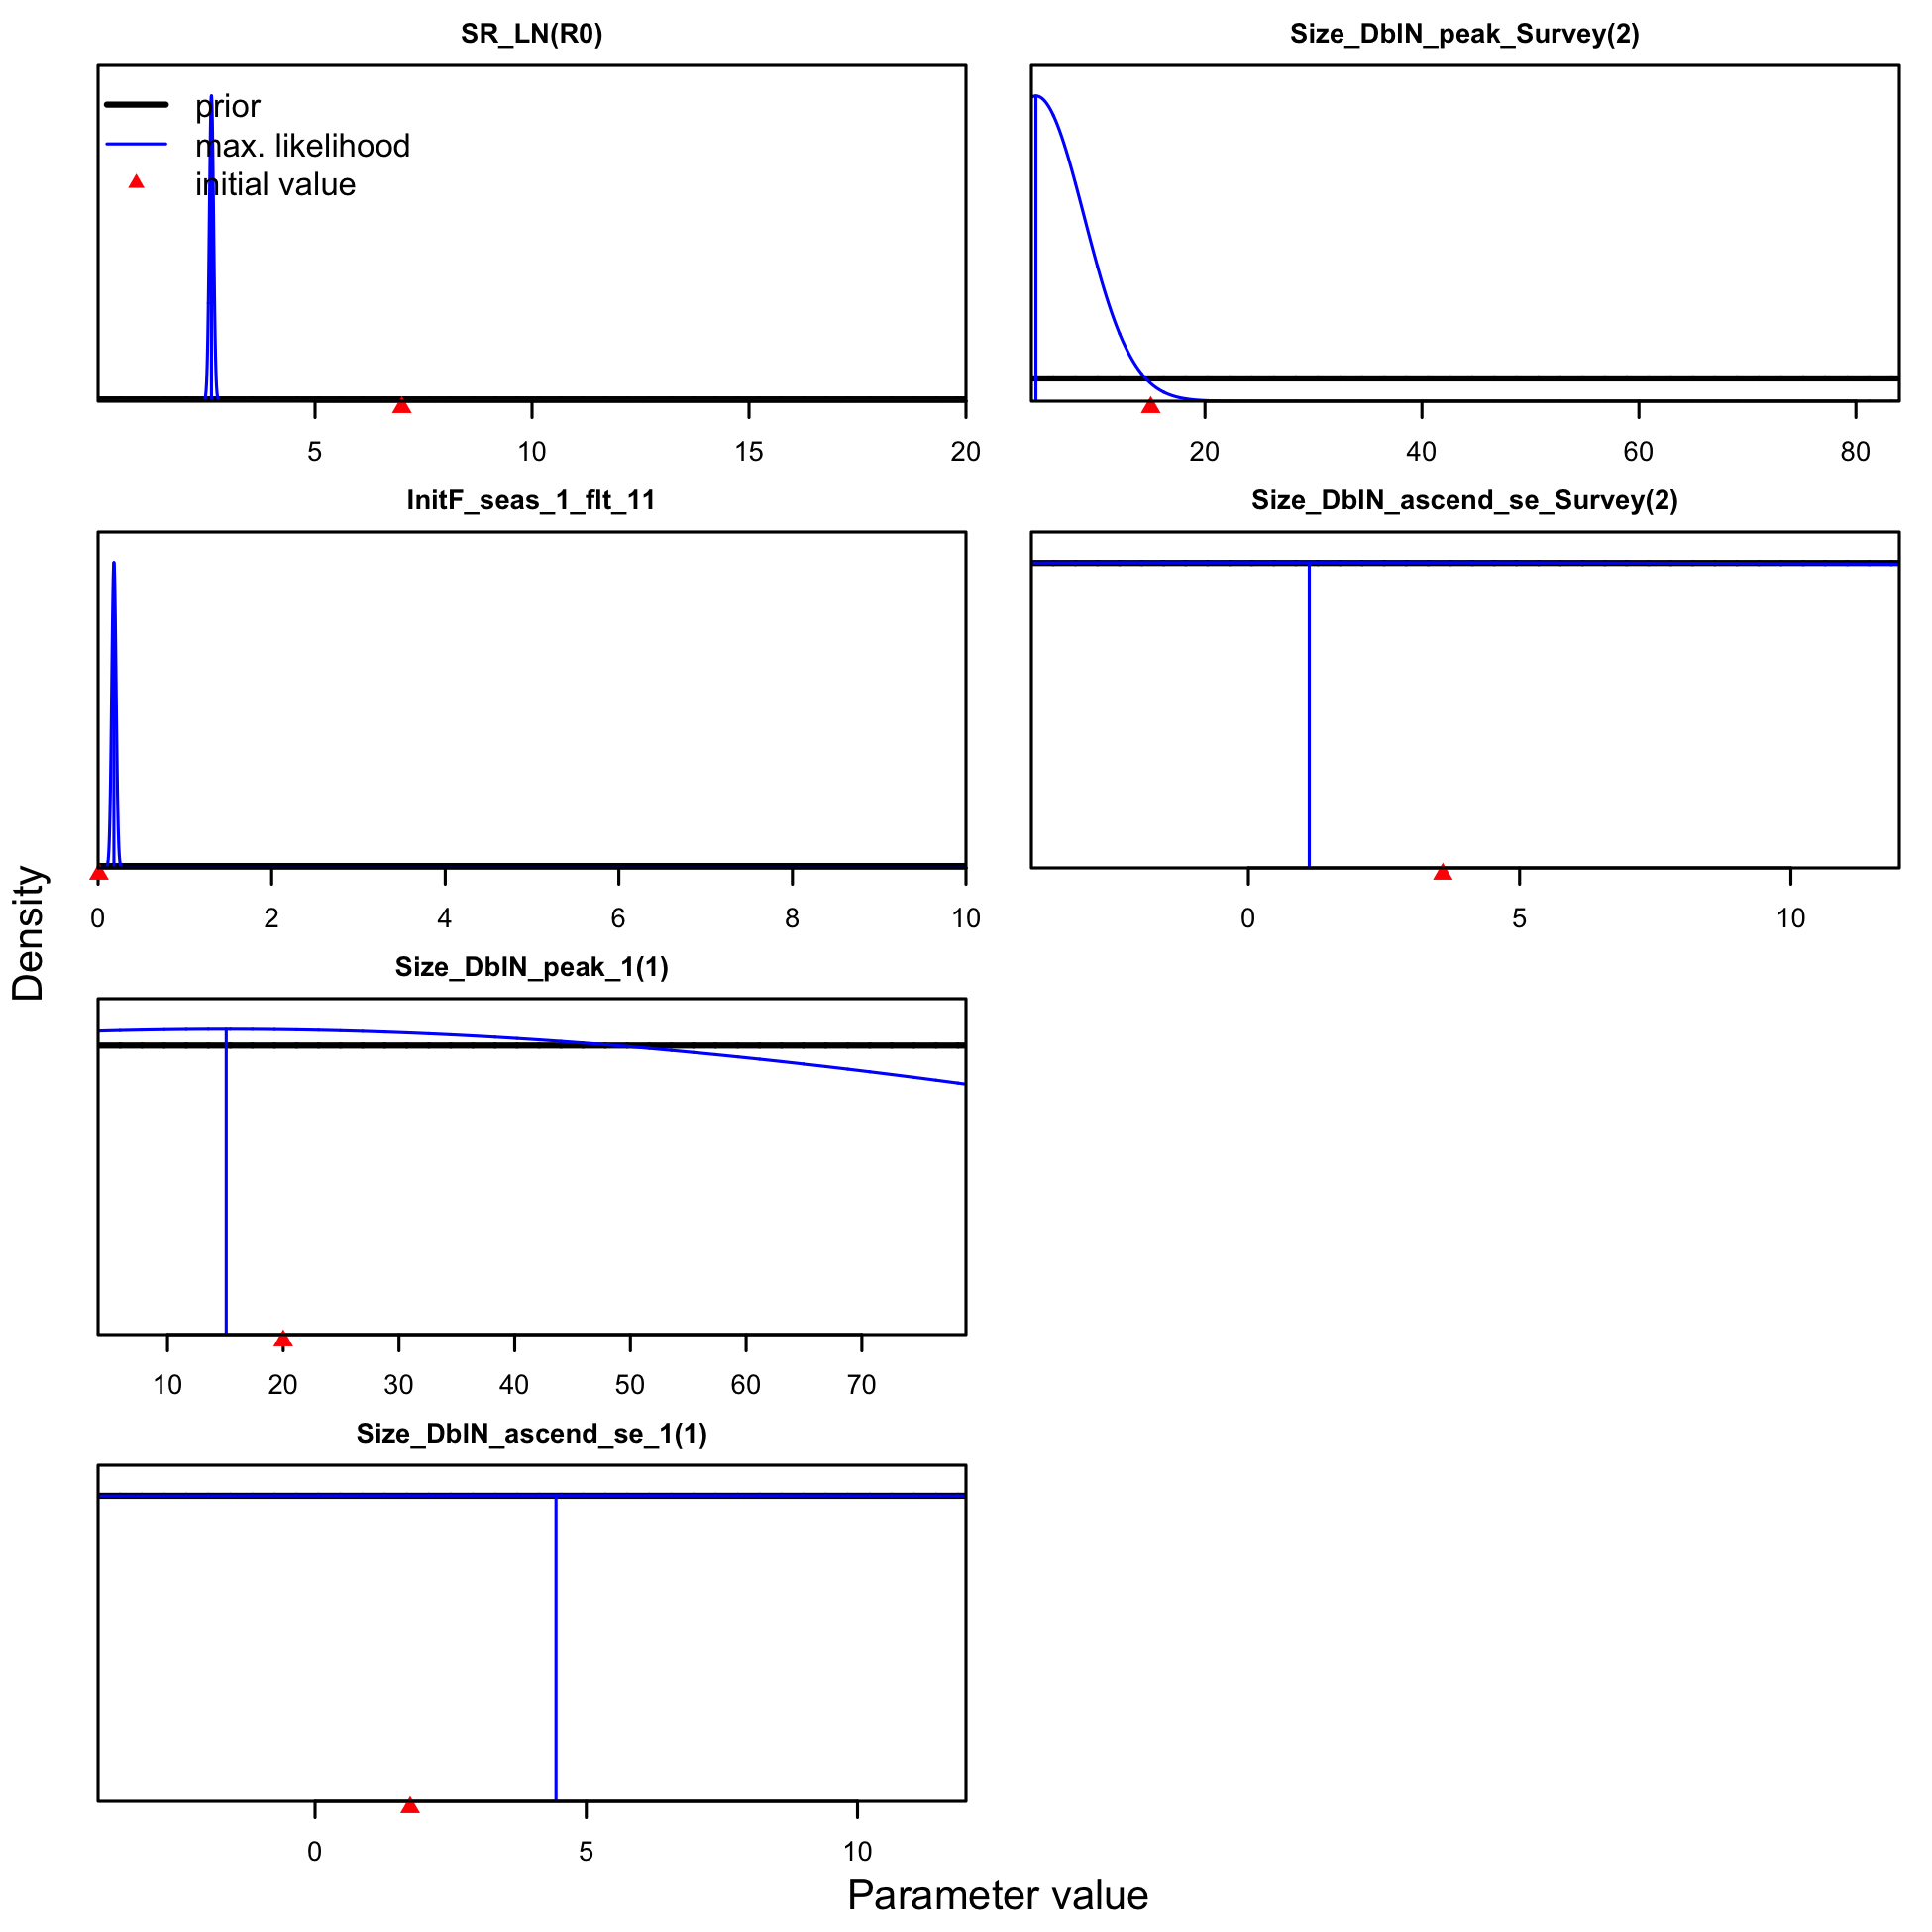 SR_LN(R0)
prior
max. likelihood
initial value
5 10 15 20
Size_DblN_peak_Survey(2)
20 40 60 80
InitF_seas_1_flt_11
0 2 4 6 8 10
Size_DblN_ascend_se_Survey(2)
0 5 10
Size_DblN_peak_1(1)
10 20 30 40 50 60 70
Size_DblN_ascend_se_1(1)
0 5 10
Density
Parameter value